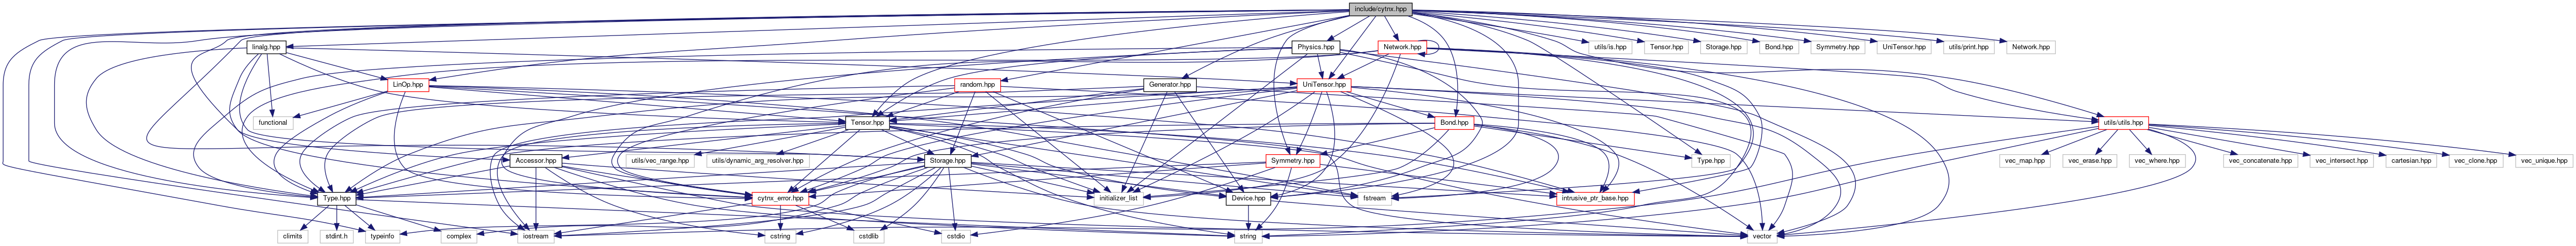 include/cytnx.hpp
linalg.hpp
Physics.hpp
Network.hpp
utils/is.hpp
Tensor.hpp
Storage.hpp
Bond.hpp
Symmetry.hpp
UniTensor.hpp
utils/print.hpp
Network.hpp
LinOp.hpp
random.hpp
Generator.hpp
UniTensor.hpp
functional
Tensor.hpp
Bond.hpp
utils/utils.hpp
utils/vec_range.hpp
utils/dynamic_arg_resolver.hpp
Accessor.hpp
Storage.hpp
Symmetry.hpp
Type.hpp
vec_map.hpp
vec_erase.hpp
vec_where.hpp
vec_concatenate.hpp
vec_intersect.hpp
cartesian.hpp
vec_clone.hpp
vec_unique.hpp
Type.hpp
cytnx_error.hpp
initializer_list
Device.hpp
fstream
intrusive_ptr_base.hpp
climits
stdint.h
typeinfo
complex
iostream
cstring
cstdlib
cstdio
string
vector